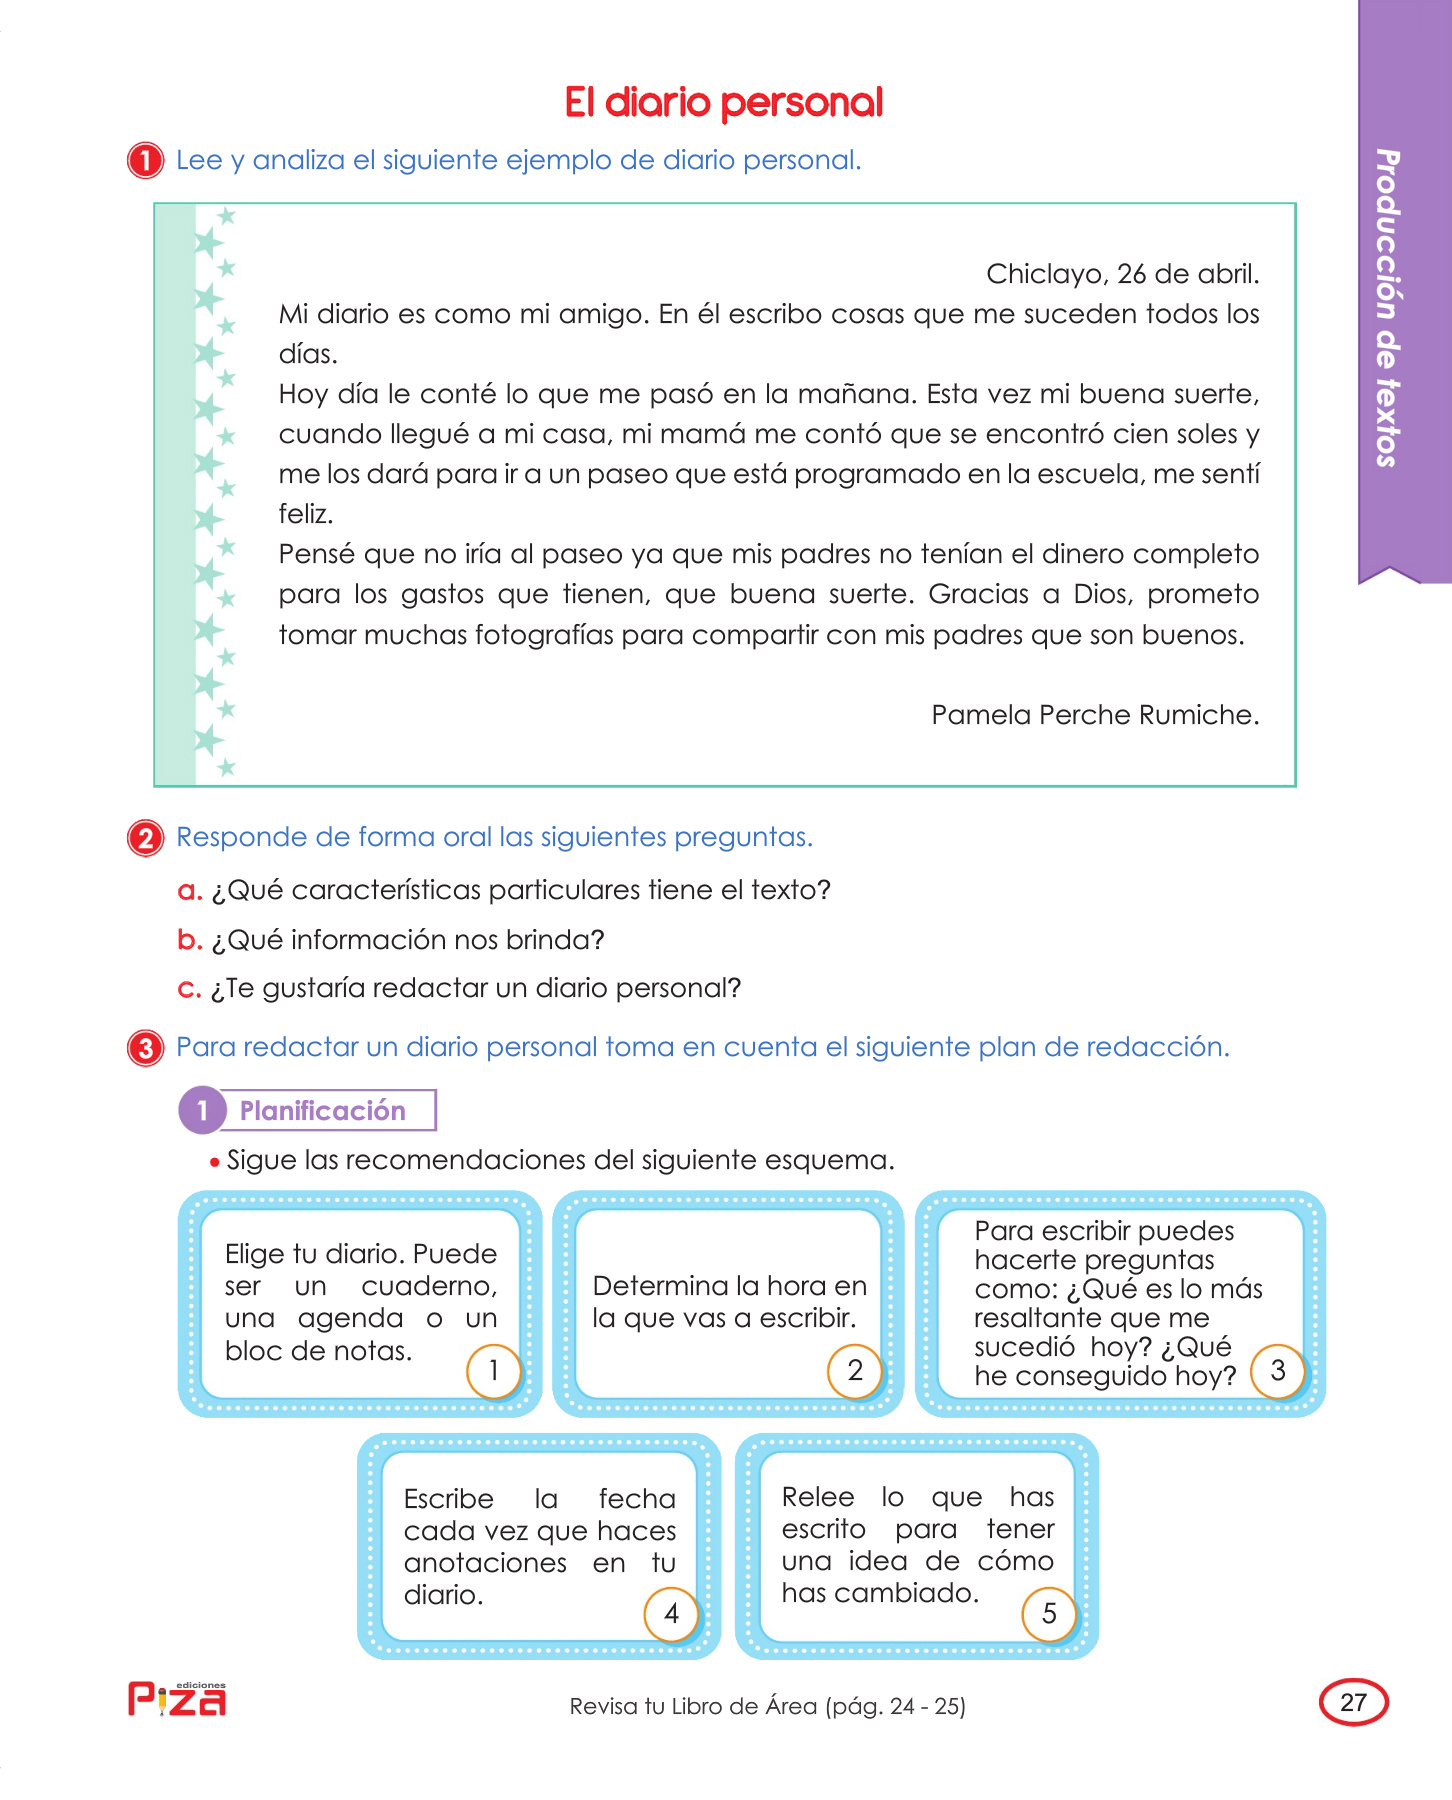 El diario personal
1 Lee y analiza el siguiente ejemplo de diario personal.
Chiclayo, 26 de abril.
Mi diario es como mi amigo. En él escribo cosas que me suceden todos los
días.
Hoy día le conté lo que me pasó en la mañana. Esta vez mi buena suerte,
cuando llegué a mi casa, mi mamá me contó que se encontró cien soles y
me los dará para ir a un paseo que está programado en la escuela, me sentí
feliz.
Pensé que no iría al paseo ya que mis padres no tenían el dinero completo
para los gastos que tienen, que buena suerte. Gracias a Dios, prometo
tomar muchas fotografías para compartir con mis padres que son buenos.
Pamela Perche Rumiche.
Producción de textos
2 Responde de forma oral las siguientes preguntas.
a. ¿Qué características particulares tiene el texto?
b. ¿Qué información nos brinda?
c. ¿Te gustaría redactar un diario personal?
3 Para redactar un diario personal toma en cuenta el siguiente plan de redacción.
1 Planificación
• Sigue las recomendaciones del siguiente esquema.
Elige tu diario. Puede
ser un cuaderno,
una agenda o un
bloc de notas.
1
Determina la hora en
la que vas a escribir.
2
Para escribir puedes
hacerte preguntas
como: ¿Qué es lo más
resaltante que me
sucedió hoy? ¿Qué
he conseguido hoy?
3
Escribe la fecha
cada vez que haces
anotaciones en tu
diario.
4
Relee lo que has
escrito para tener
una idea de cómo
has cambiado.
5
ediciones
Piza
Revisa tu Libro de Área (pág. 24 - 25)
27